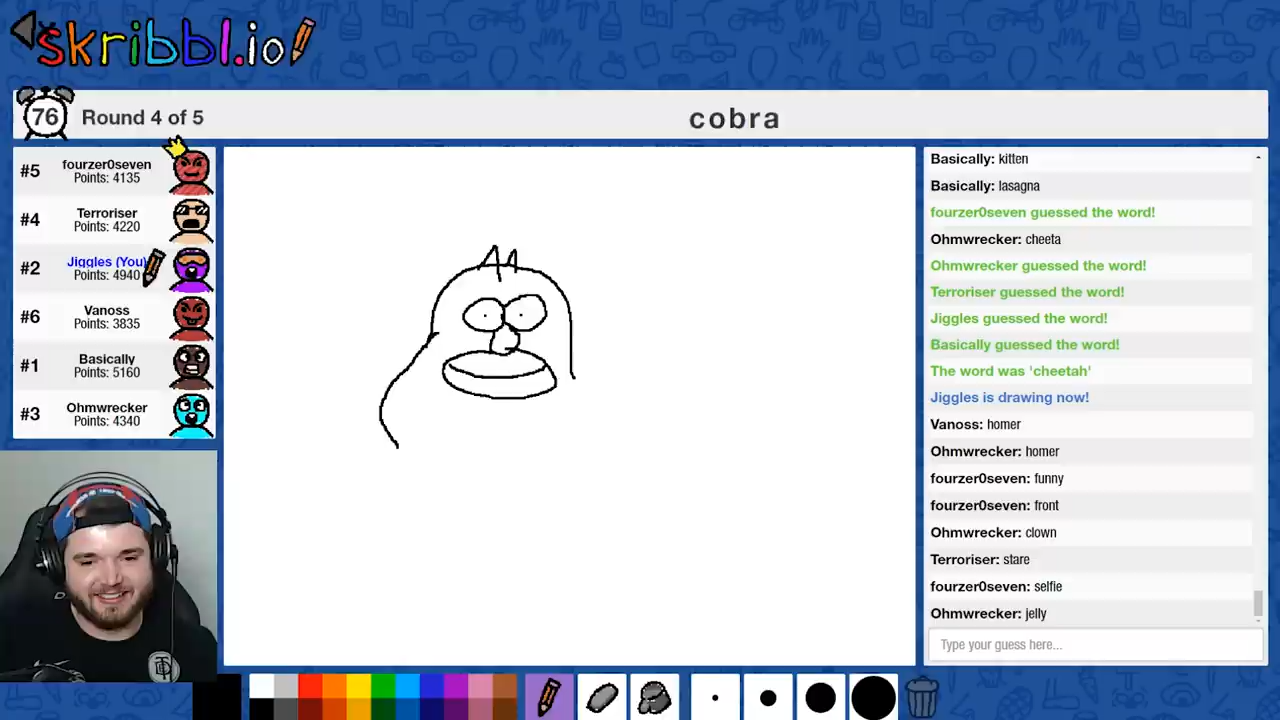 skribbl.io
76
Round 4 of 5
cobra
#5
fourzer0seven
Points: 4135
#4
Terroriser
Points: 4220
#2
Jiggles (You)
Points: 4940
#6
Vanoss
Points: 3835
#1
Basically
Points: 5160
#3
Ohmwrecker
Points: 4340
Basically: kitten
Basically: lasagna
fourzer0seven guessed the word!
Ohmwrecker: cheeta
Ohmwrecker guessed the word!
Terroriser guessed the word!
Jiggles guessed the word!
Basically guessed the word!
The word was 'cheetah'
Jiggles is drawing now!
Vanoss: homer
Ohmwrecker: homer
fourzer0seven: funny
fourzer0seven: front
Ohmwrecker: clown
Terroriser: stare
fourzer0seven: selfie
Ohmwrecker: jelly
Type your guess here...